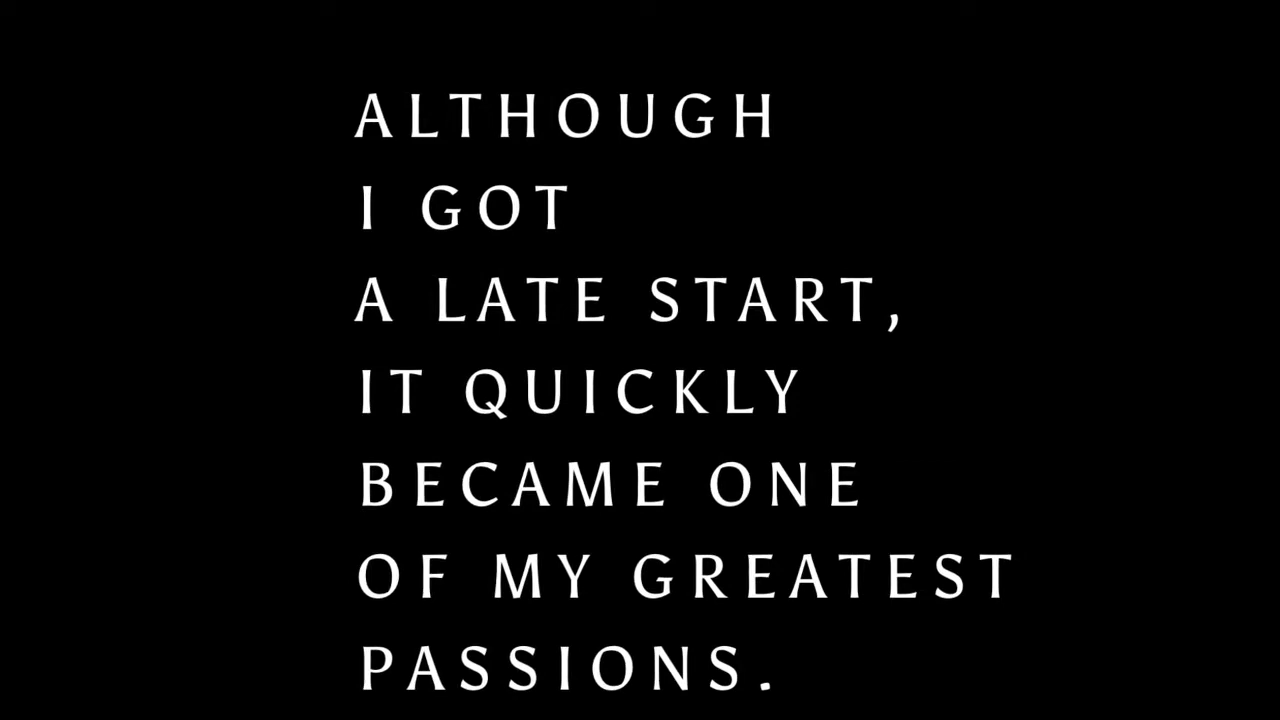 ALTHOUGH
I GOT
A LATE START,
IT QUICKLY
BECAME ONE
OF MY GREATEST
PASSIONS.